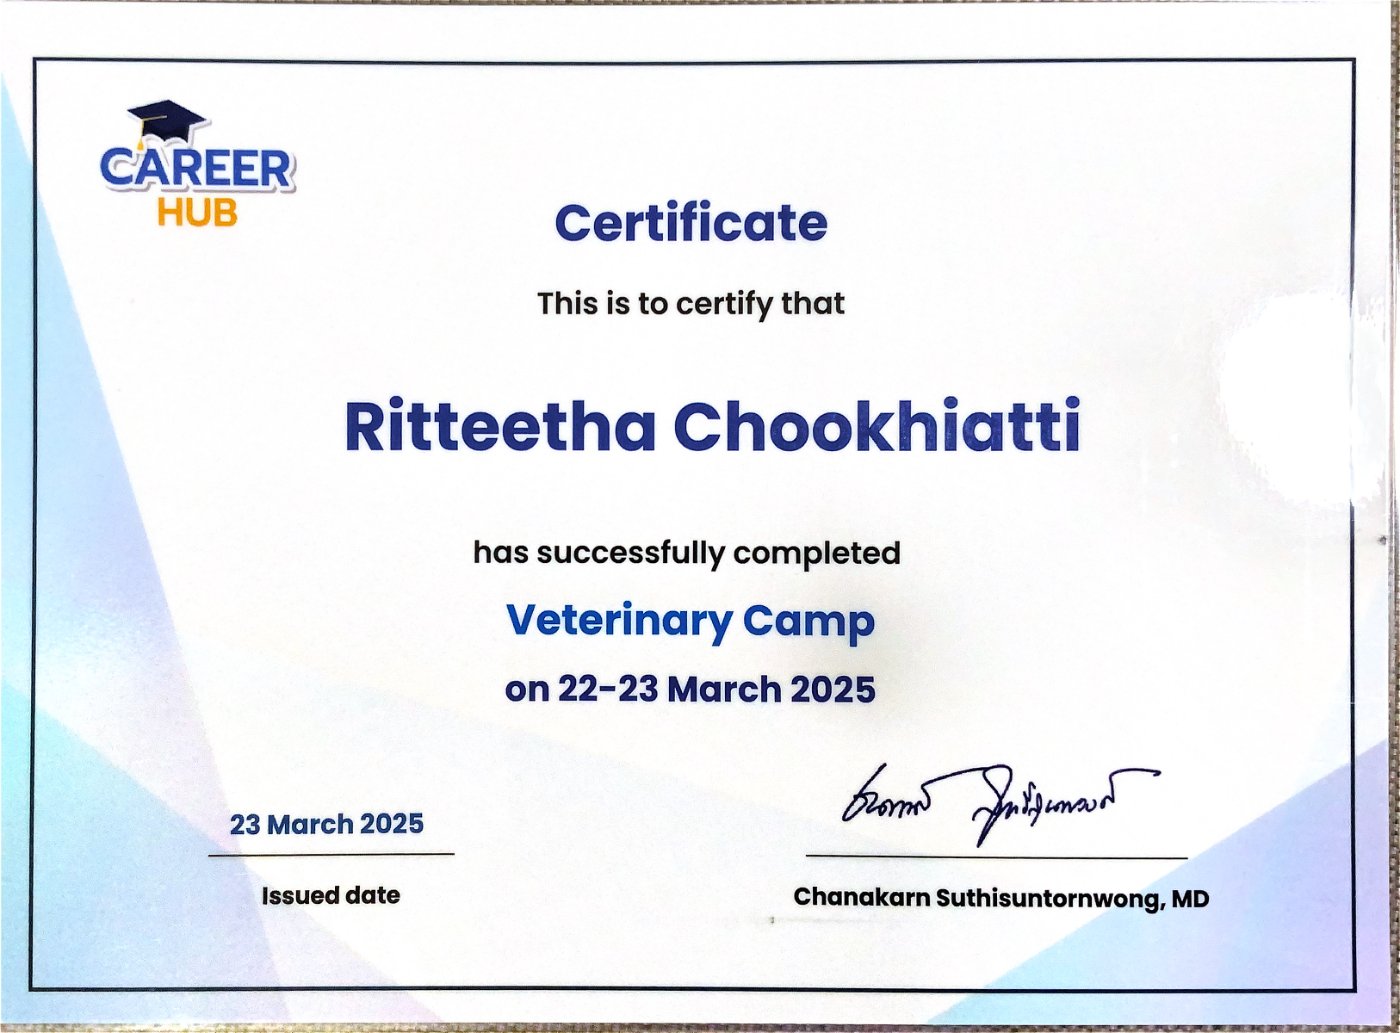 CAREER
HUB
Certificate
This is to certify that
Ritteetha Chookhiatti
has successfully completed
Veterinary Camp
on 22-23 March 2025
23 March 2025
Issued date
Chanakarn Suthisuntornwong, MD